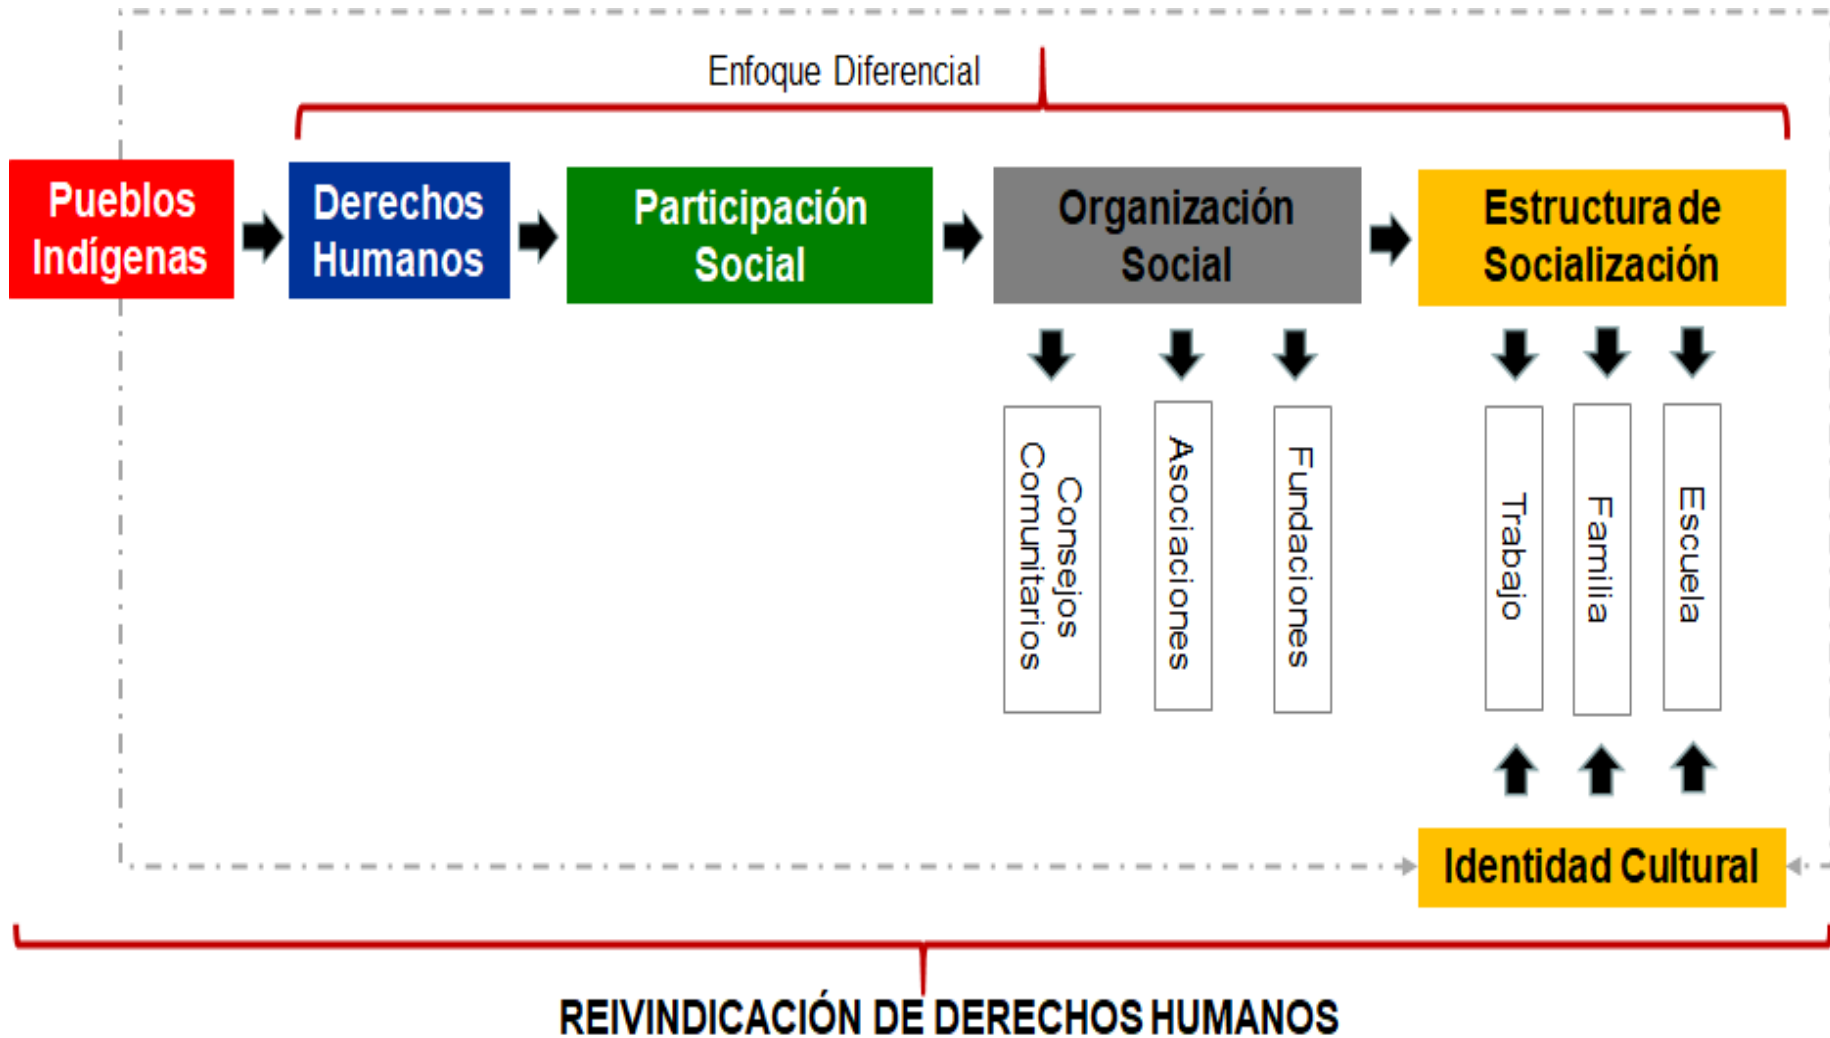 Enfoque Diferencial
Pueblos
Indígenas
Derechos
Humanos
Participación
Social
Organización
Social
Estructura de
Socialización
Consejos
Comunitarios
Asociaciones
Fundaciones
Trabajo
Familia
Escuela
Identidad Cultural
REIVINDICACIÓN DE DERECHOS HUMANOS